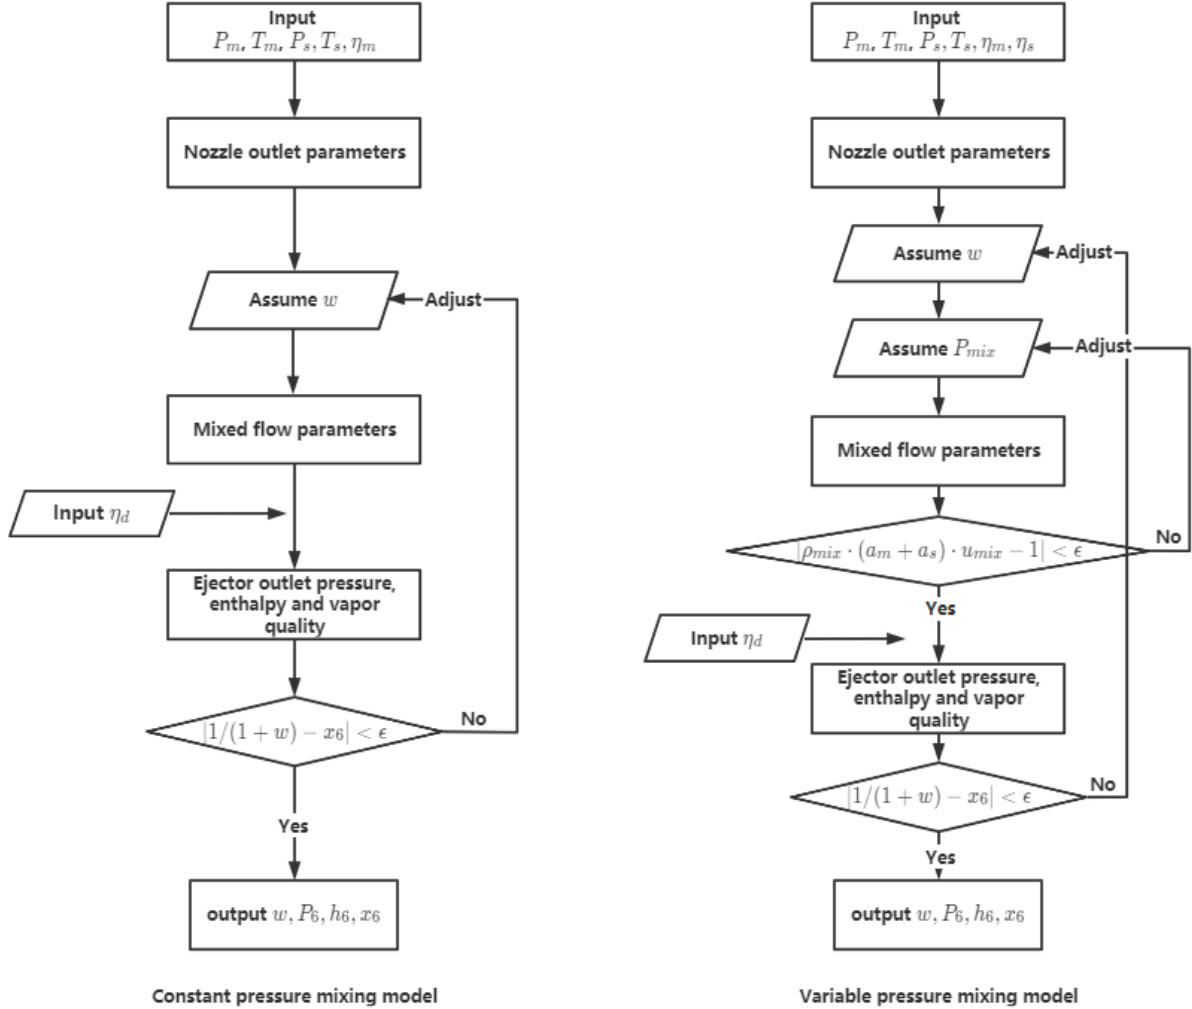 Input
P_m, T_m, P_s, T_s, η_m
Nozzle outlet parameters
Assume w
Adjust
Mixed flow parameters
Input η_d
Ejector outlet pressure,
enthalpy and vapor
quality
|1/(1 + w) − x_6| < ϵ
No
Yes
output w, P_6, h_6, x_6
Constant pressure mixing model
Input
P_m, T_m, P_s, T_s, η_m, η_s
Nozzle outlet parameters
Assume w
Adjust
Assume P_mix
Adjust
Mixed flow parameters
|ρ_mix · (a_m + a_s) · u_mix − 1| < ϵ
No
Yes
Input η_d
Ejector outlet pressure,
enthalpy and vapor
quality
|1/(1 + w) − x_6| < ϵ
No
Yes
output w, P_6, h_6, x_6
Variable pressure mixing model